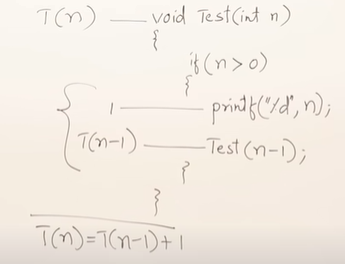 T(n) — void Test(int n)
{
if(n>0)
{
1 — printf("%d", n);
T(n-1) — Test(n-1);
}
}
T(n)=T(n-1)+1